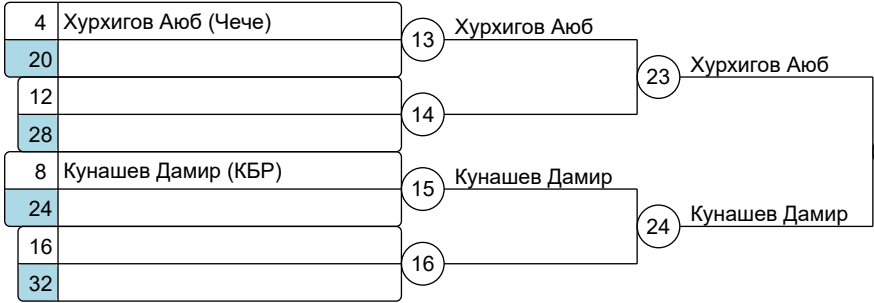 4 Хурхигов Аюб (Чече)
20
13 Хурхигов Аюб
12
28
14
23 Хурхигов Аюб
8 Кунашев Дамир (КБР)
24
15 Кунашев Дамир
16
32
16
24 Кунашев Дамир